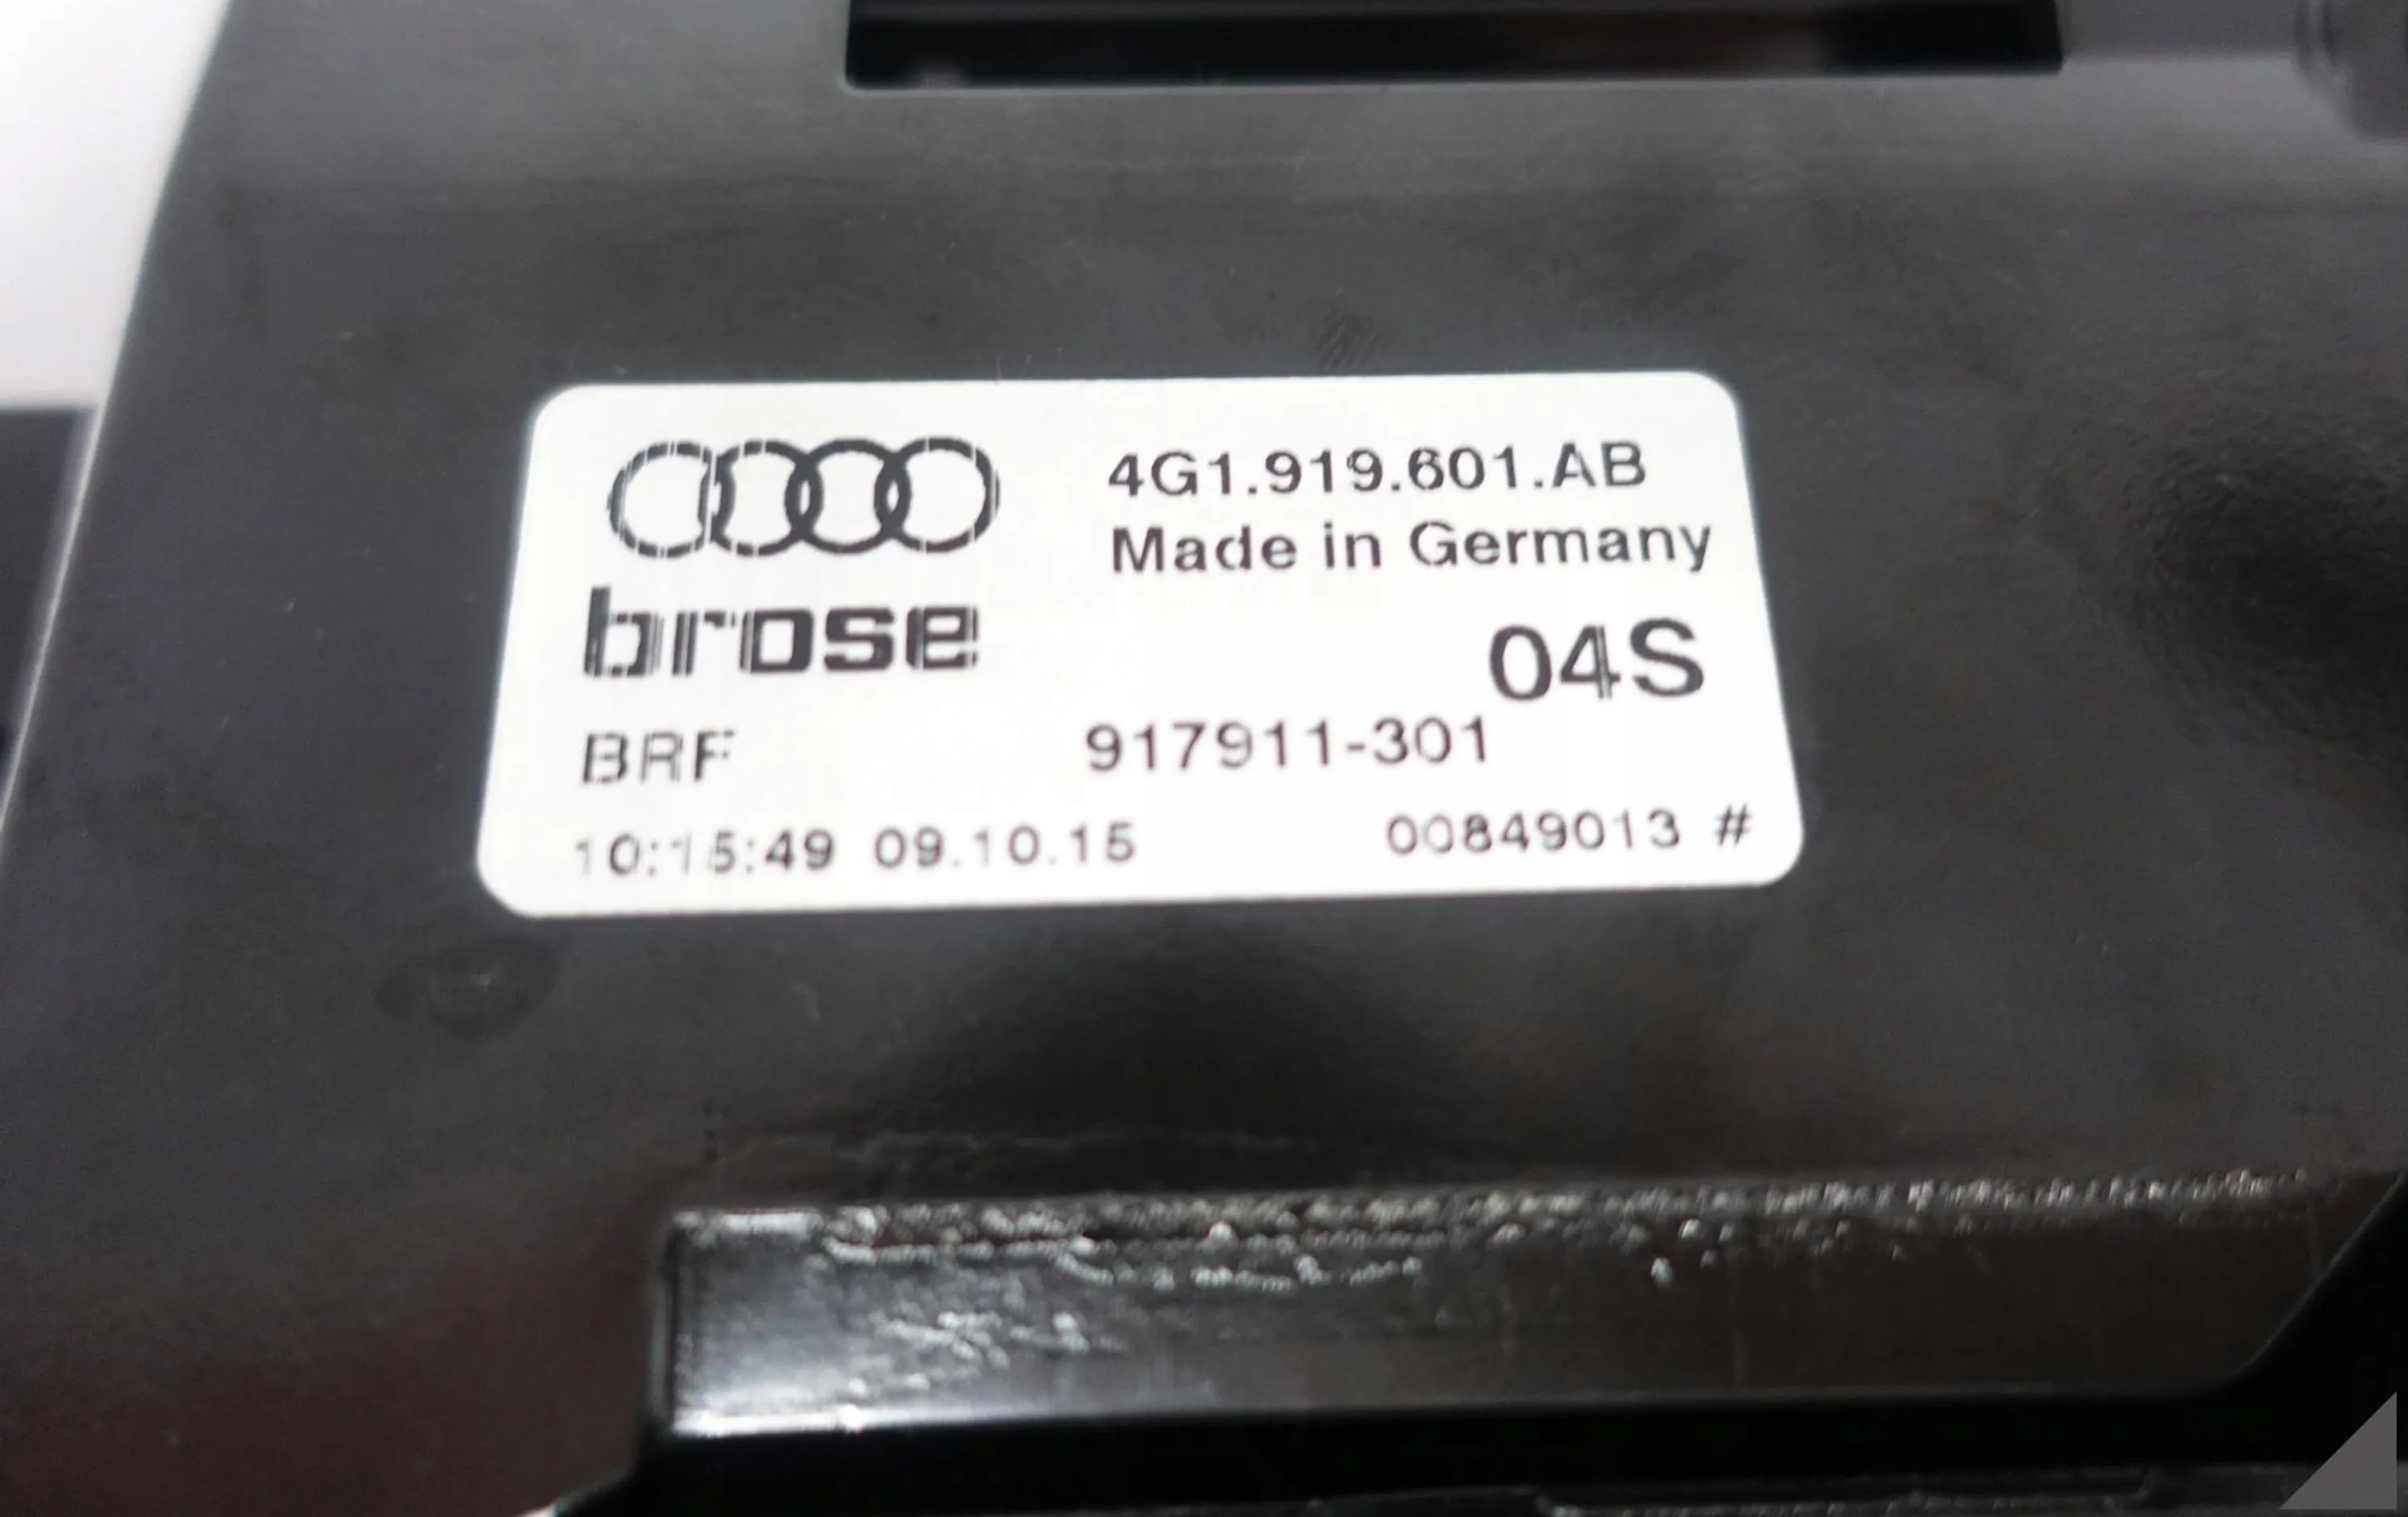 4G1.919.601.AB
Made in Germany
brose
04S
BRF 917911-301
10:15:49 09.10.15 00849013 #